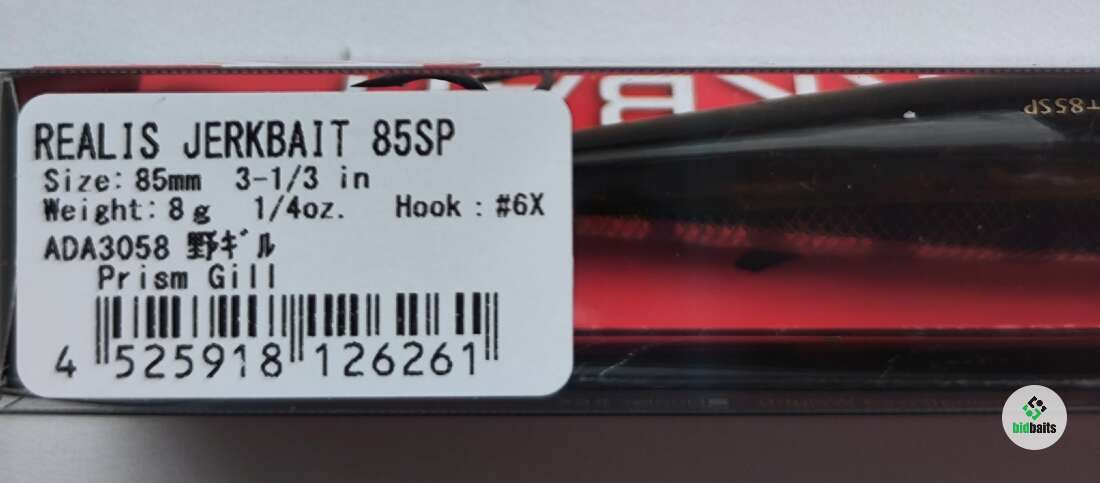 REALIS JERKBAIT 85SP
Size: 85mm 3-1/3 in
Weight: 8g 1/4oz. Hook : #6X
ADA3058 野ギル
Prism Gill
4 525918 126261
T85SP
bidbaits